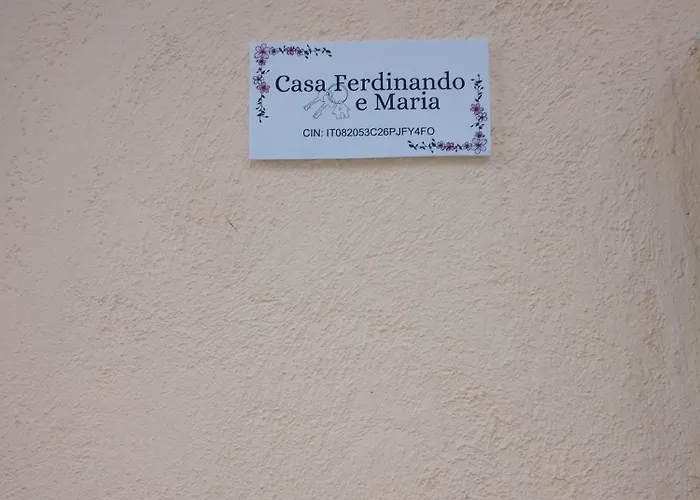 Casa Ferdinando
e Maria
CIN: IT082053C26PJFY4FO